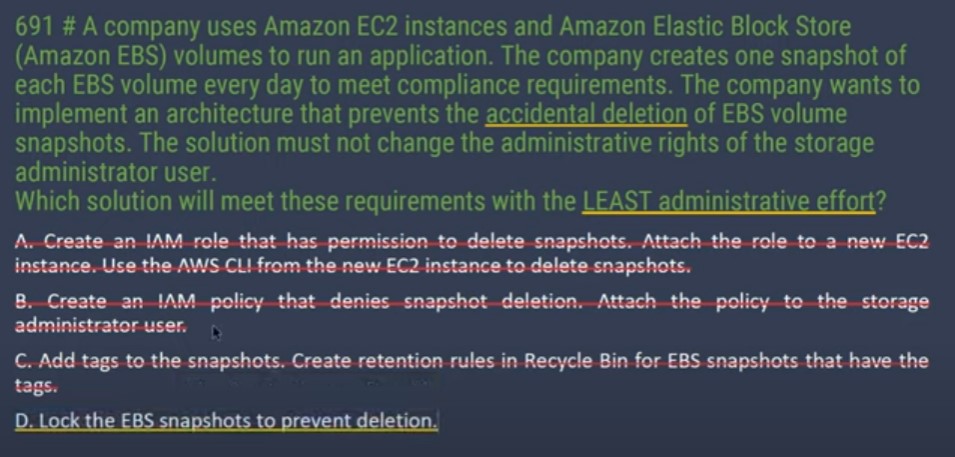 691 # A company uses Amazon EC2 instances and Amazon Elastic Block Store
(Amazon EBS) volumes to run an application. The company creates one snapshot of
each EBS volume every day to meet compliance requirements. The company wants to
implement an architecture that prevents the accidental deletion of EBS volume
snapshots. The solution must not change the administrative rights of the storage
administrator user.
Which solution will meet these requirements with the LEAST administrative effort?
A. Create an IAM role that has permission to delete snapshots. Attach the role to a new EC2
instance. Use the AWS CLI from the new EC2 instance to delete snapshots.
B. Create an IAM policy that denies snapshot deletion. Attach the policy to the storage
administrator user.
C. Add tags to the snapshots. Create retention rules in Recycle Bin for EBS snapshots that have the
tags.
D. Lock the EBS snapshots to prevent deletion.